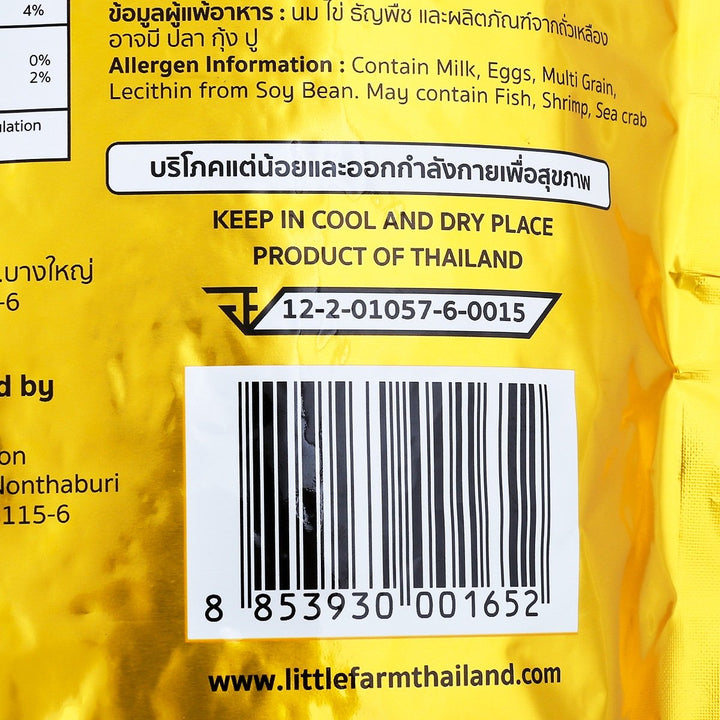 4%
0%
2%
ulation
ข้อมูลผู้แพ้อาหาร : นม ไข่ ธัญพืช และผลิตภัณฑ์จากถั่วเหลือง
อาจมี ปลา กุ้ง ปู
Allergen Information : Contain Milk, Eggs, Multi Grain,
Lecithin from Soy Bean. May contain Fish, Shrimp, Sea crab
บริโภคแต่น้อยและออกกำลังกายเพื่อสุขภาพ
KEEP IN COOL AND DRY PLACE
PRODUCT OF THAILAND
.บางใหญ่
-6
อย 12-2-01057-6-0015
d by
on
Nonthaburi
115-6
8 853930 001652
www.littlefarmthailand.com